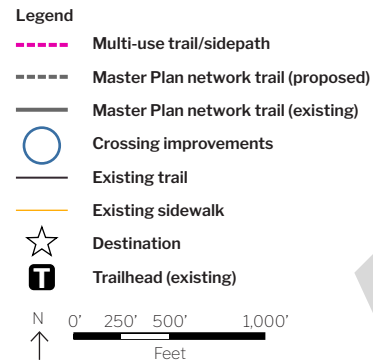 Legend
Multi-use trail/sidepath
Master Plan network trail (proposed)
Master Plan network trail (existing)
Crossing improvements
Existing trail
Existing sidewalk
Destination
T Trailhead (existing)
N 0’ 250’ 500’ 1,000’
Feet